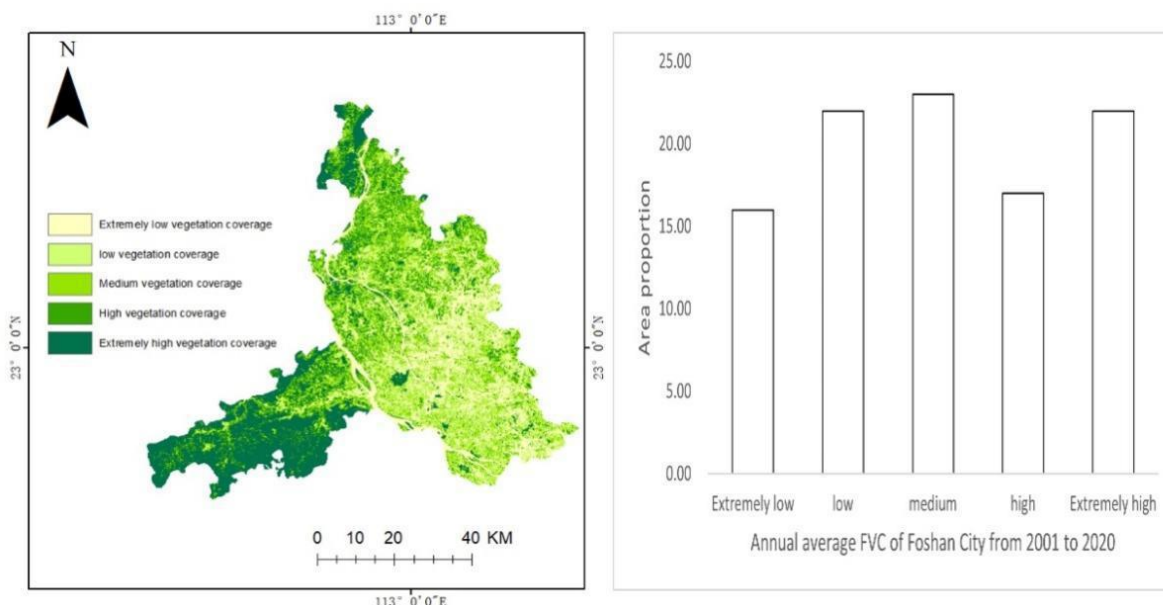 113° 0′0″E
N
Extremely low vegetation coverage
low vegetation coverage
Medium vegetation coverage
High vegetation coverage
Extremely high vegetation coverage
23° 0′0″N
23° 0′0″N
0 10 20 40 KM
113° 0′0″E
25.00
20.00
15.00
10.00
5.00
0.00
Area proportion
Extremely low low medium high Extremely high
Annual average FVC of Foshan City from 2001 to 2020